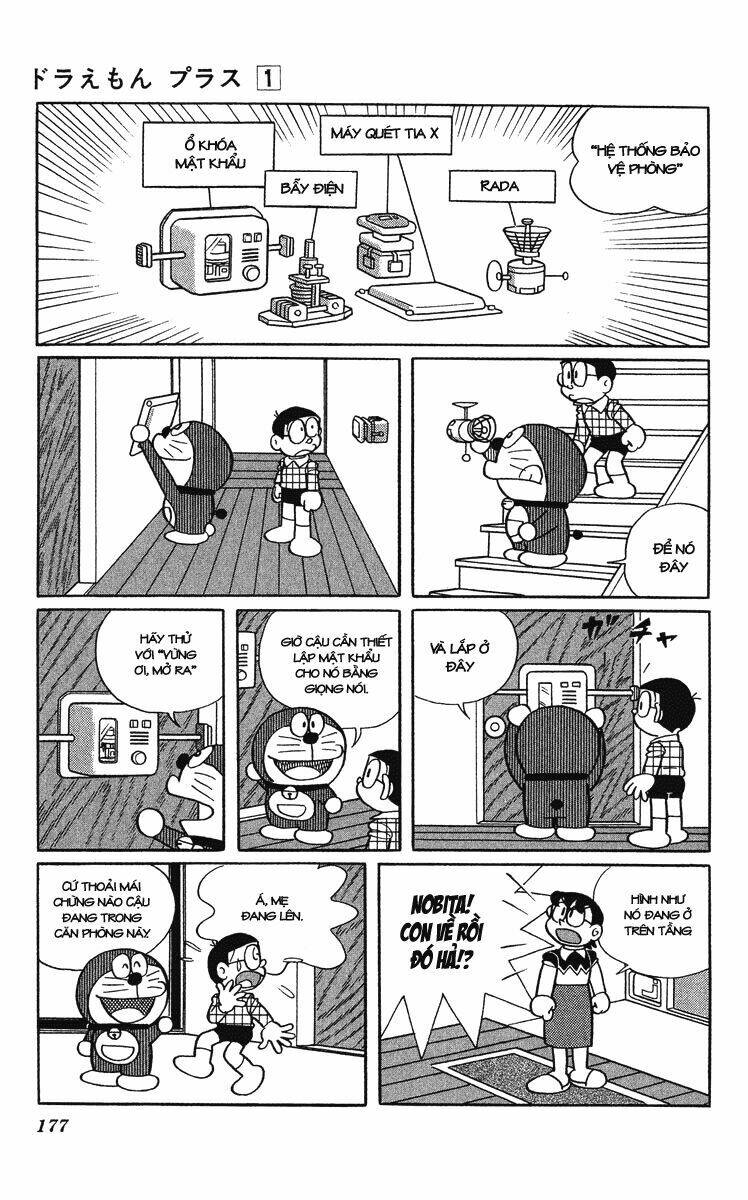 ドラえもん プラス 1
"HỆ THỐNG BẢO
VỆ PHÒNG"
RADA
MÁY QUÉT TIA X
BẪY ĐIỆN
Ổ KHÓA
MẬT KHẨU
ĐỂ NÓ
ĐÂY
ガチャ
VÀ LẮP Ở
ĐÂY
GIỜ CẬU CẦN THIẾT
LẬP MẬT KHẨU
CHO NÓ BẰNG
GIỌNG NÓI.
HÃY THỬ
VỚI "VỪNG
ƠI, MỞ RA"
HÌNH NHƯ
NÓ ĐANG Ở
TRÊN TẦNG
NOBITA!
CON VỀ RỒI
ĐÓ HẢ!?
Á, MẸ
ĐANG LÊN.
CỨ THOẢI MÁI
CHỪNG NÀO CẬU
ĐANG TRONG
CĂN PHÒNG NÀY.
177